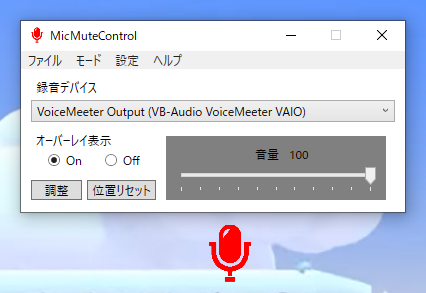 MicMuteControl
ファイル モード 設定 ヘルプ
録音デバイス
VoiceMeeter Output (VB-Audio VoiceMeeter VAIO)
オーバーレイ表示
On Off
音量 100
調整 位置リセット